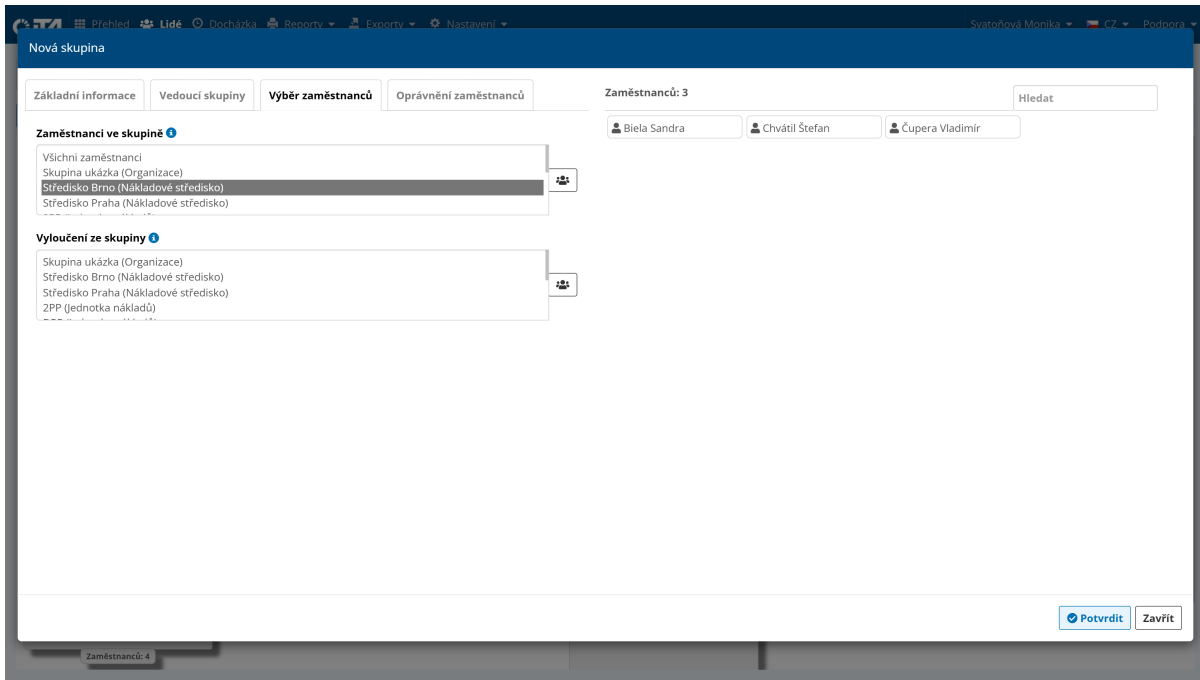 Přehled Lidé Docházka Reporty Exporty Nastavení Svatoňová Monika CZ Podpora
Nová skupina
Základní informace Vedoucí skupiny Výběr zaměstnanců Oprávnění zaměstnanců
Zaměstnanců: 3
Hledat
Biela Sandra Chvátil Štefan Čupera Vladimír
Zaměstnanci ve skupině
Všichni zaměstnanci
Skupina ukázka (Organizace)
Středisko Brno (Nákladové středisko)
Středisko Praha (Nákladové středisko)
Vyloučení ze skupiny
Skupina ukázka (Organizace)
Středisko Brno (Nákladové středisko)
Středisko Praha (Nákladové středisko)
2PP (Jednotka nákladů)
Potvrdit Zavřít
Zaměstnanců: 4